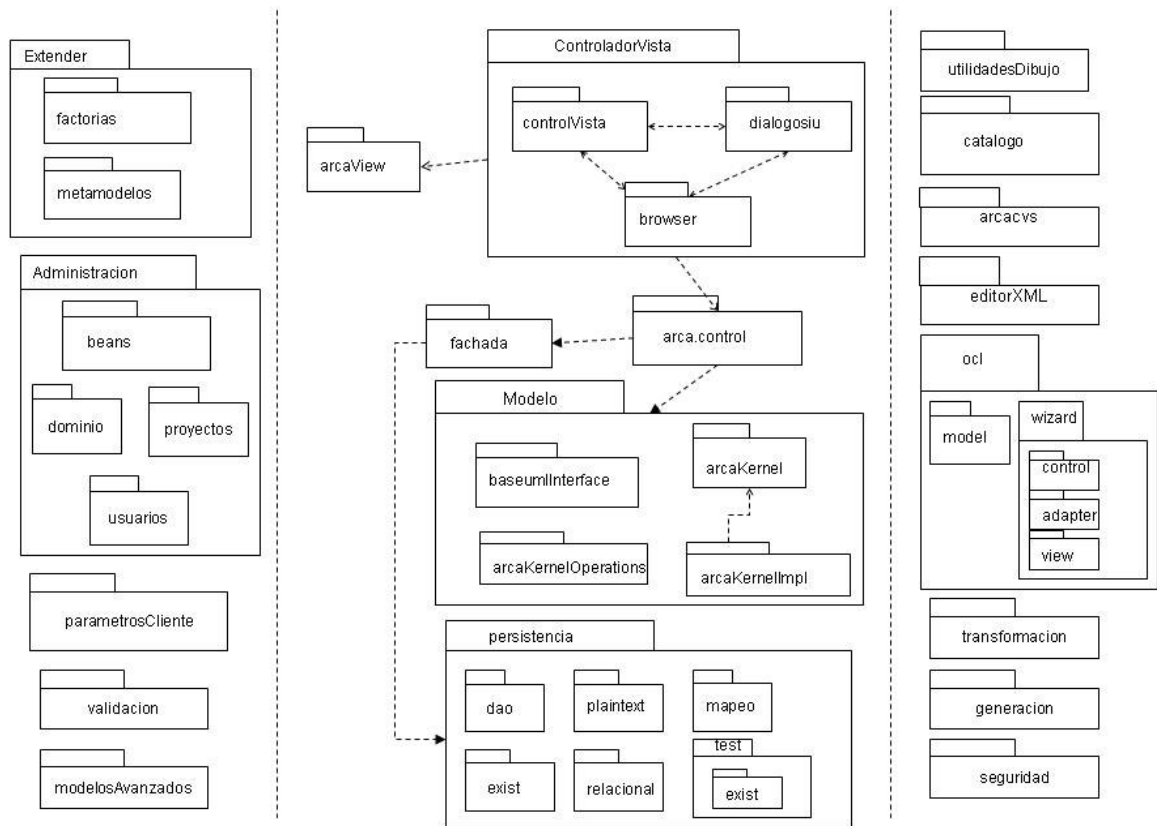 Extender
factorias
metamodelos
Administracion
beans
dominio
proyectos
usuarios
parametrosCliente
validacion
modelosAvanzados
ControladorVista
controlVista
dialogosiu
browser
arcaView
fachada
arca.control
Modelo
baseumlInterface
arcaKernel
arcaKernelOperations
arcaKernelImpl
persistencia
dao
plaintext
mapeo
exist
relacional
test
exist
utilidadesDibujo
catalogo
arcacvs
editorXML
ocl
model
wizard
control
adapter
view
transformacion
generacion
seguridad